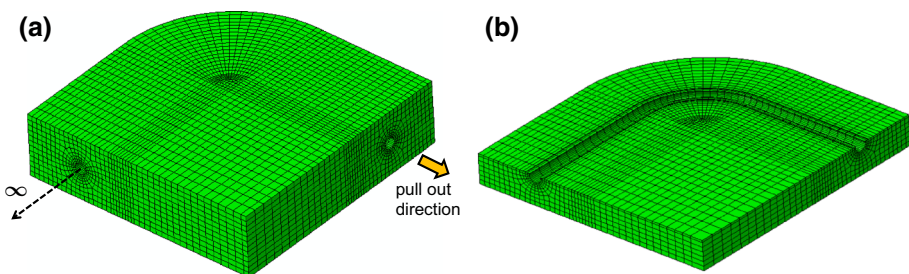 (a)
(b)
∞
pull out
direction